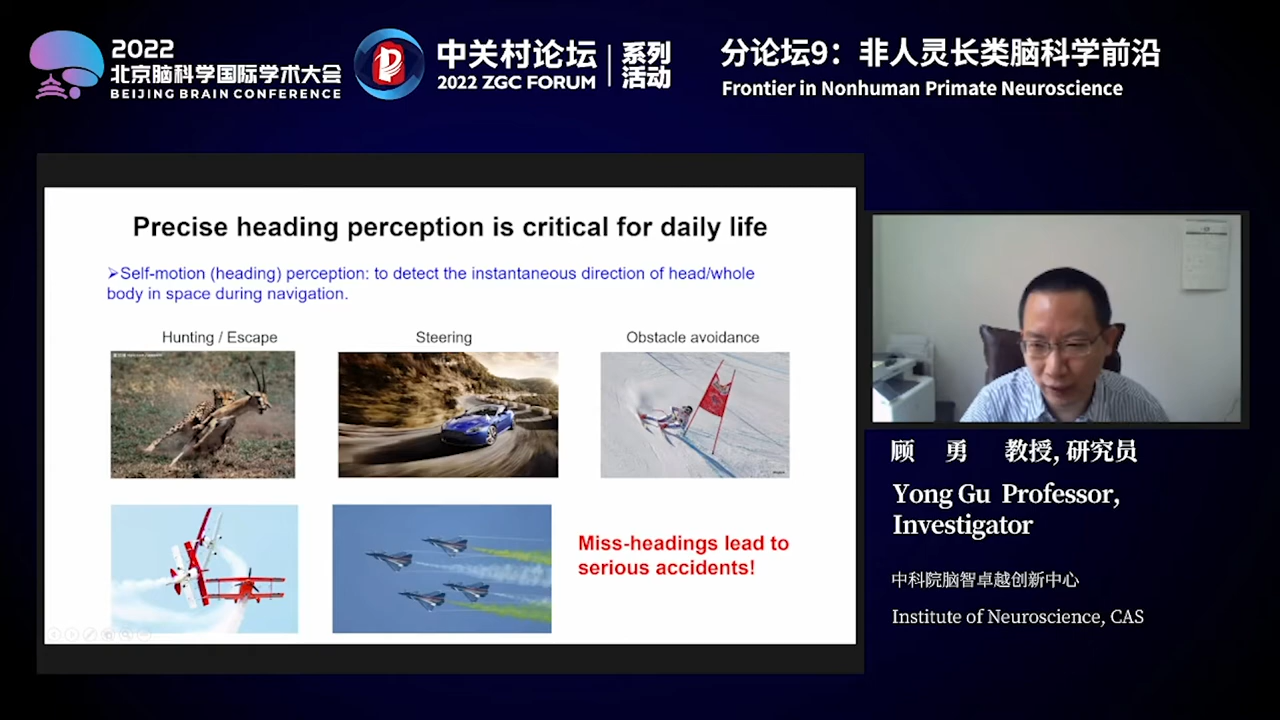 2022
北京脑科学国际学术大会
BEIJING BRAIN CONFERENCE
中关村论坛
2022 ZGC FORUM
系列
活动
分论坛9：非人灵长类脑科学前沿
Frontier in Nonhuman Primate Neuroscience
Precise heading perception is critical for daily life
➢Self-motion (heading) perception: to detect the instantaneous direction of head/whole
body in space during navigation.
Hunting / Escape
Steering
Obstacle avoidance
Miss-headings lead to
serious accidents!
顾 勇 教授, 研究员
Yong Gu Professor,
Investigator
中科院脑智卓越创新中心
Institute of Neuroscience, CAS